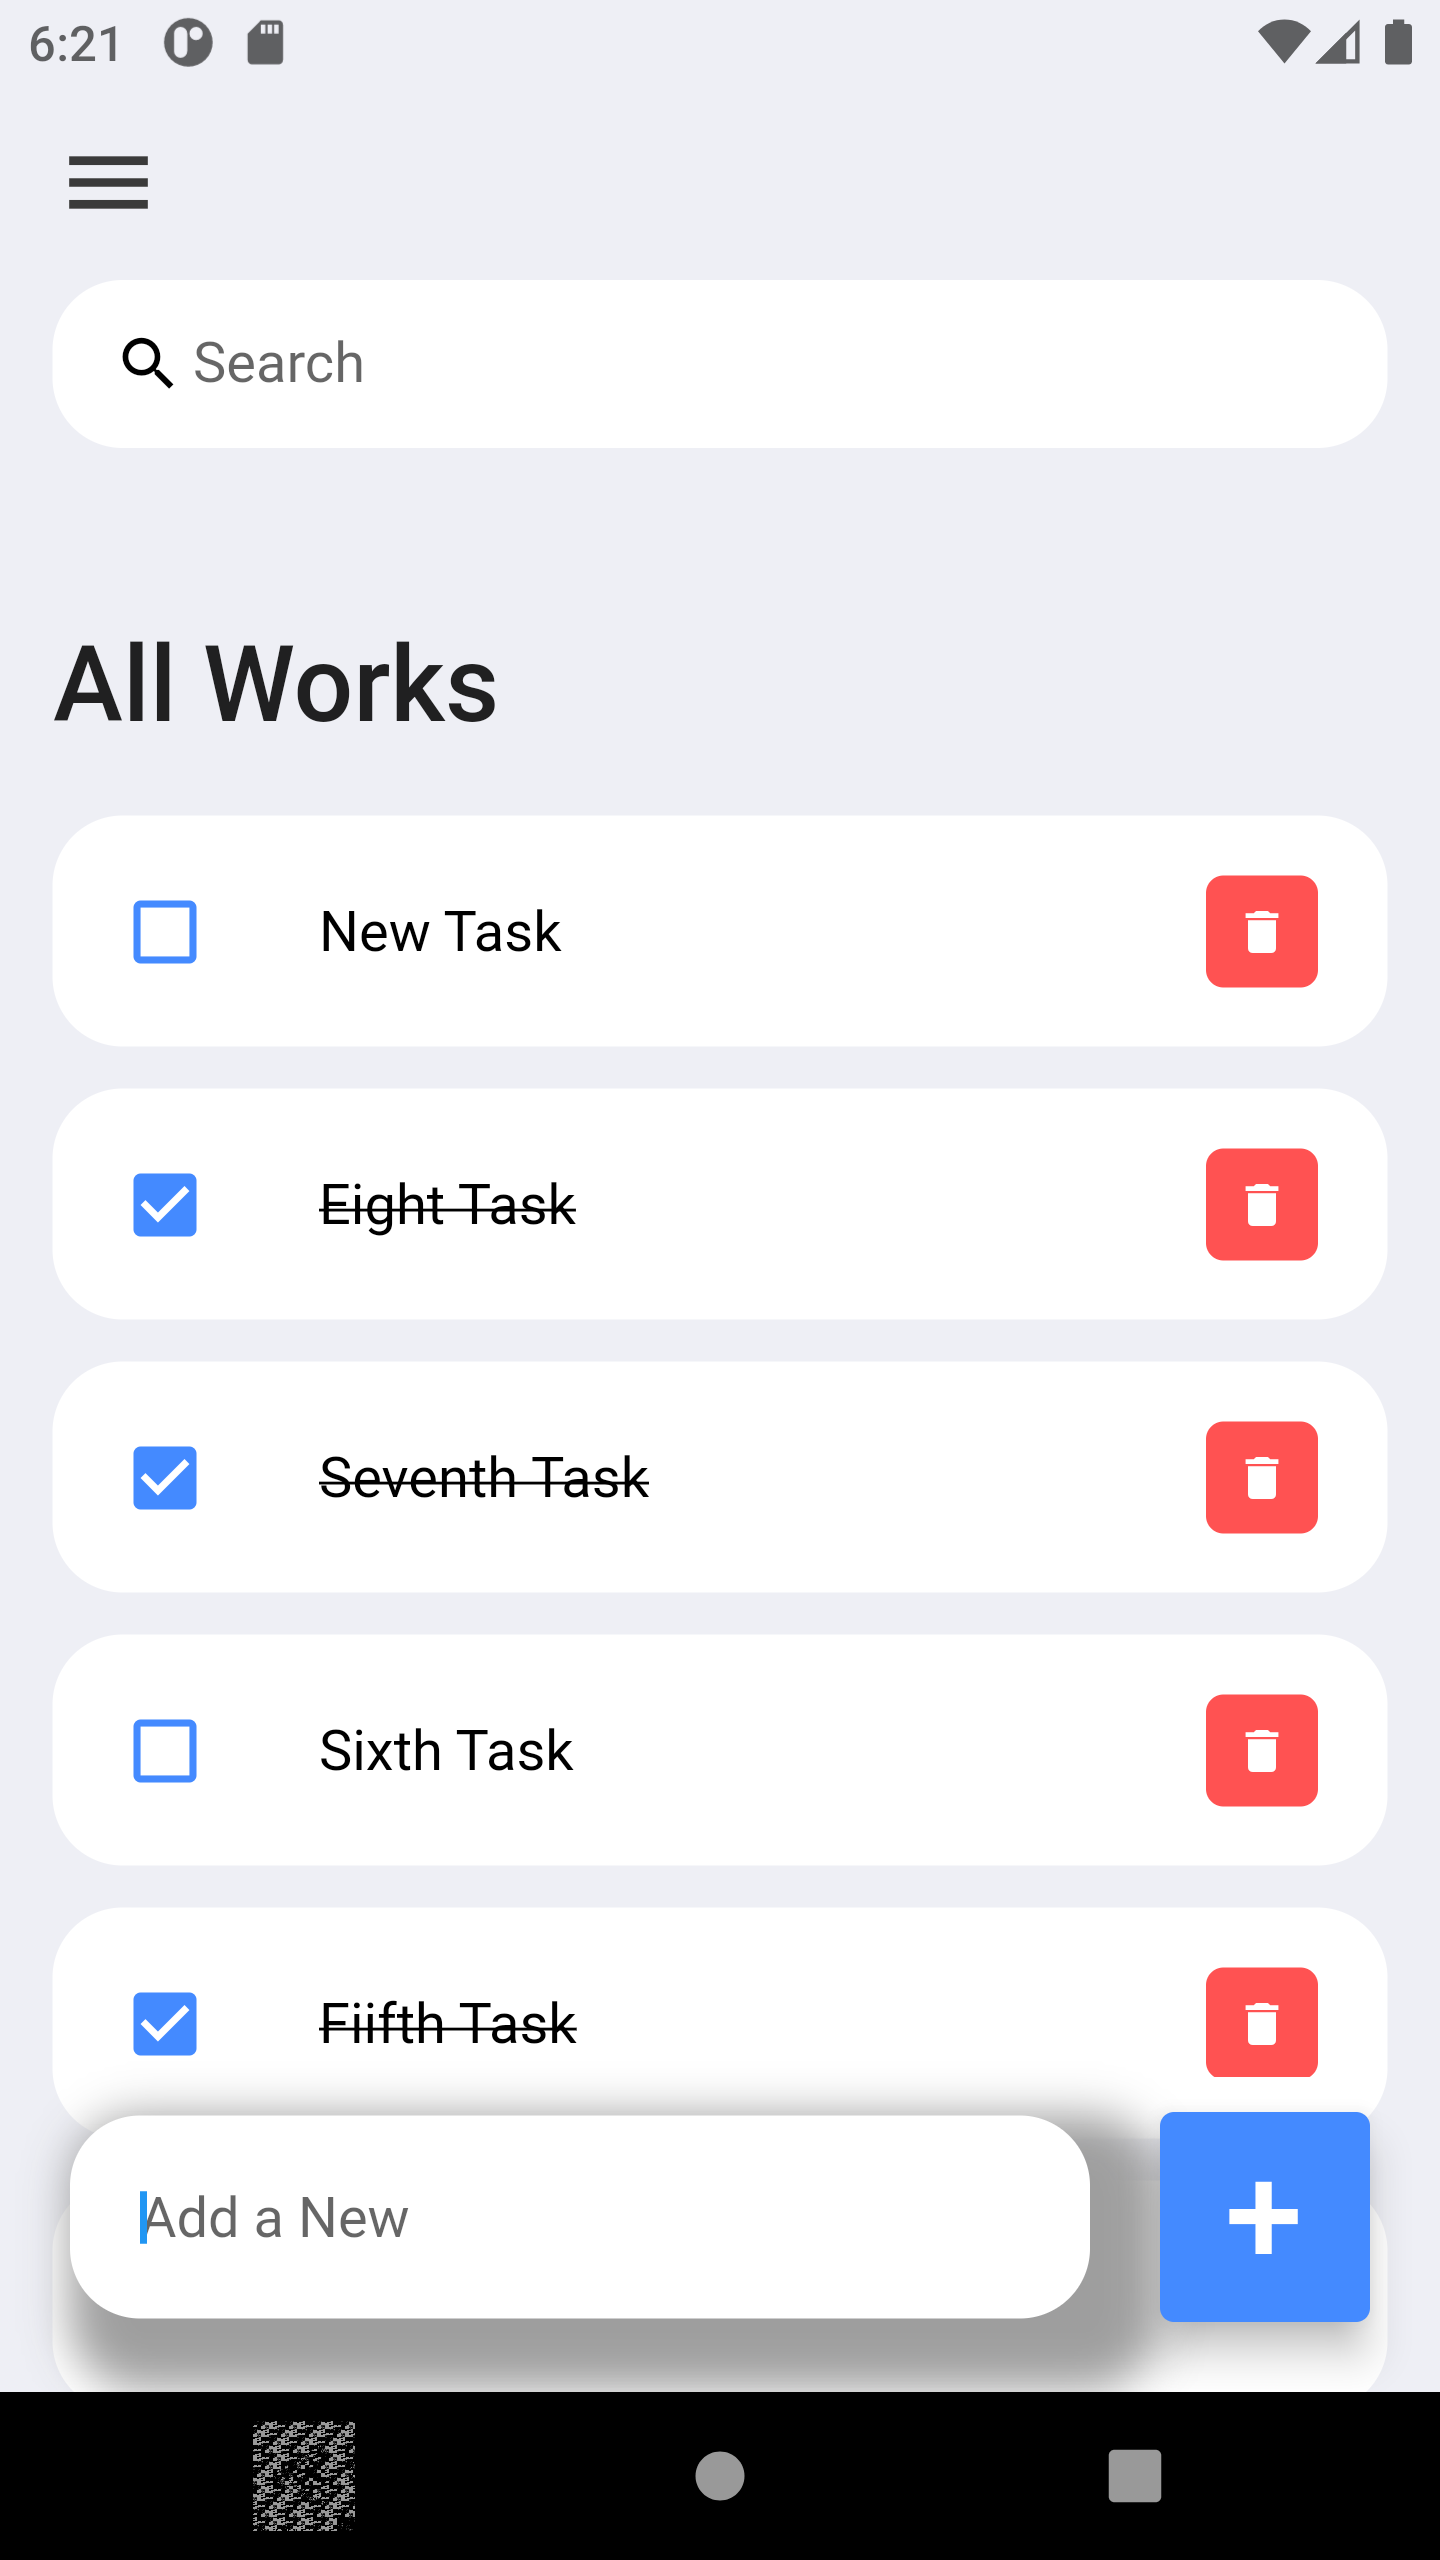 6:21
Search
All Works
New Task
Eight Task
Seventh Task
Sixth Task
Fiifth Task
Add a New